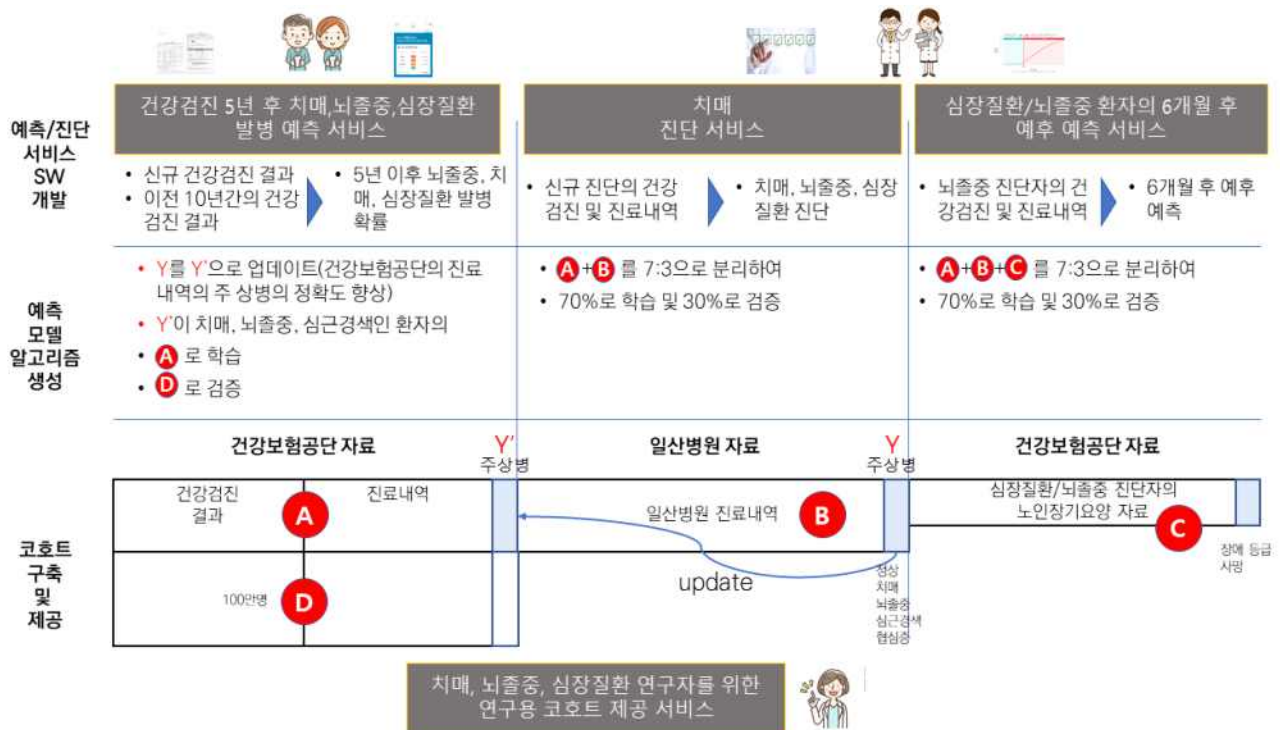 건강검진 5년 후 치매,뇌졸중,심장질환
발병 예측 서비스
치매
진단 서비스
심장질환/뇌졸중 환자의 6개월 후
예후 예측 서비스
예측/진단
서비스
SW
개발
• 신규 건강검진 결과
• 이전 10년간의 건강
검진 결과
• 5년 이후 뇌줄중, 치
매, 심장질환 발병
확률
• 신규 진단의 건강
검진 및 진료내역
• 치매, 뇌졸중, 심장
질환 진단
• 뇌졸중 진단자의 건
강검진 및 진료내역
• 6개월 후 예후
예측
예측
모델
알고리즘
생성
• Y를 Y'으로 업데이트(건강보험공단의 진료
내역의 주 상병의 정확도 향상)
• Y'이 치매, 뇌졸중, 심근경색인 환자의
• A 로 학습
• D 로 검증
• A+B 를 7:3으로 분리하여
• 70%로 학습 및 30%로 검증
• A+B+C 를 7:3으로 분리하여
• 70%로 학습 및 30%로 검증
코호트
구축
및
제공
건강보험공단 자료
Y'
주상병
일산병원 자료
Y
주상병
건강보험공단 자료
건강검진
결과
A
진료내역
일산병원 진료내역
B
심장질환/뇌졸중 진단자의
노인장기요양 자료
C
장애 등급
사망
100만명
D
update
정상
치매
뇌졸중
심근경색
협심증
치매, 뇌졸중, 심장질환 연구자를 위한
연구용 코호트 제공 서비스